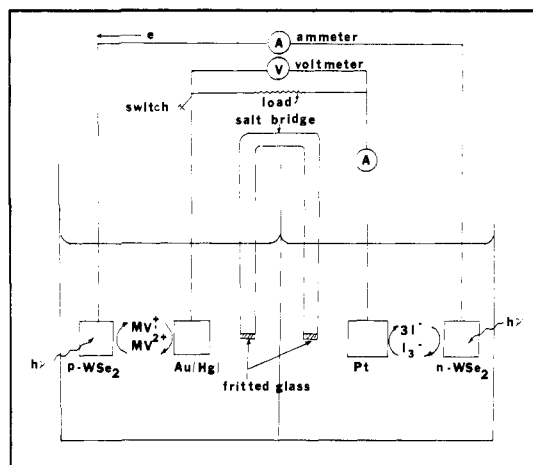 e
A ammeter
V voltmeter
switch
load
salt bridge
A
MV⁺
MV²⁺
3I⁻
I₃⁻
hν
p-WSe₂
Au(Hg)
fritted glass
Pt
n-WSe₂
hν